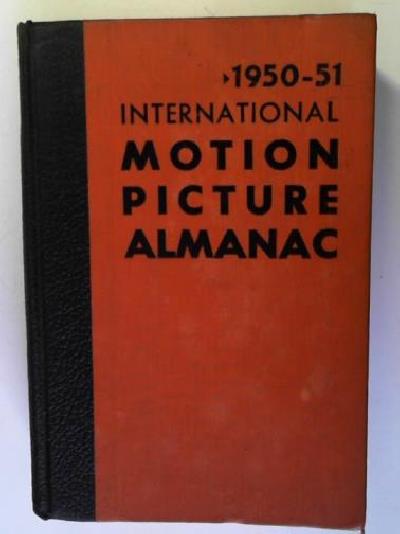 1950-51
INTERNATIONAL
MOTION
PICTURE
ALMANAC